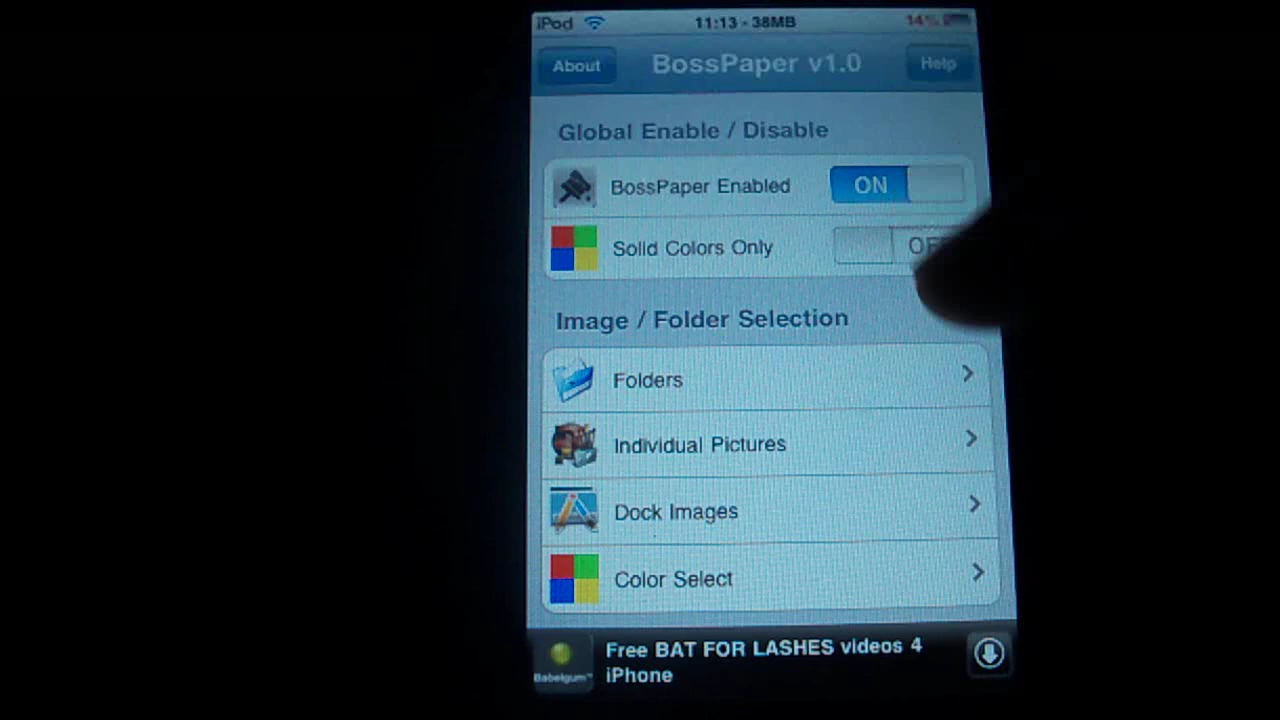 iPod 11:13 - 38MB 14%
About BossPaper v1.0 Help
Global Enable / Disable
BossPaper Enabled ON
Solid Colors Only
Image / Folder Selection
Folders
Individual Pictures
Dock Images
Color Select
Free BAT FOR LASHES videos 4
iPhone
Babelgum™